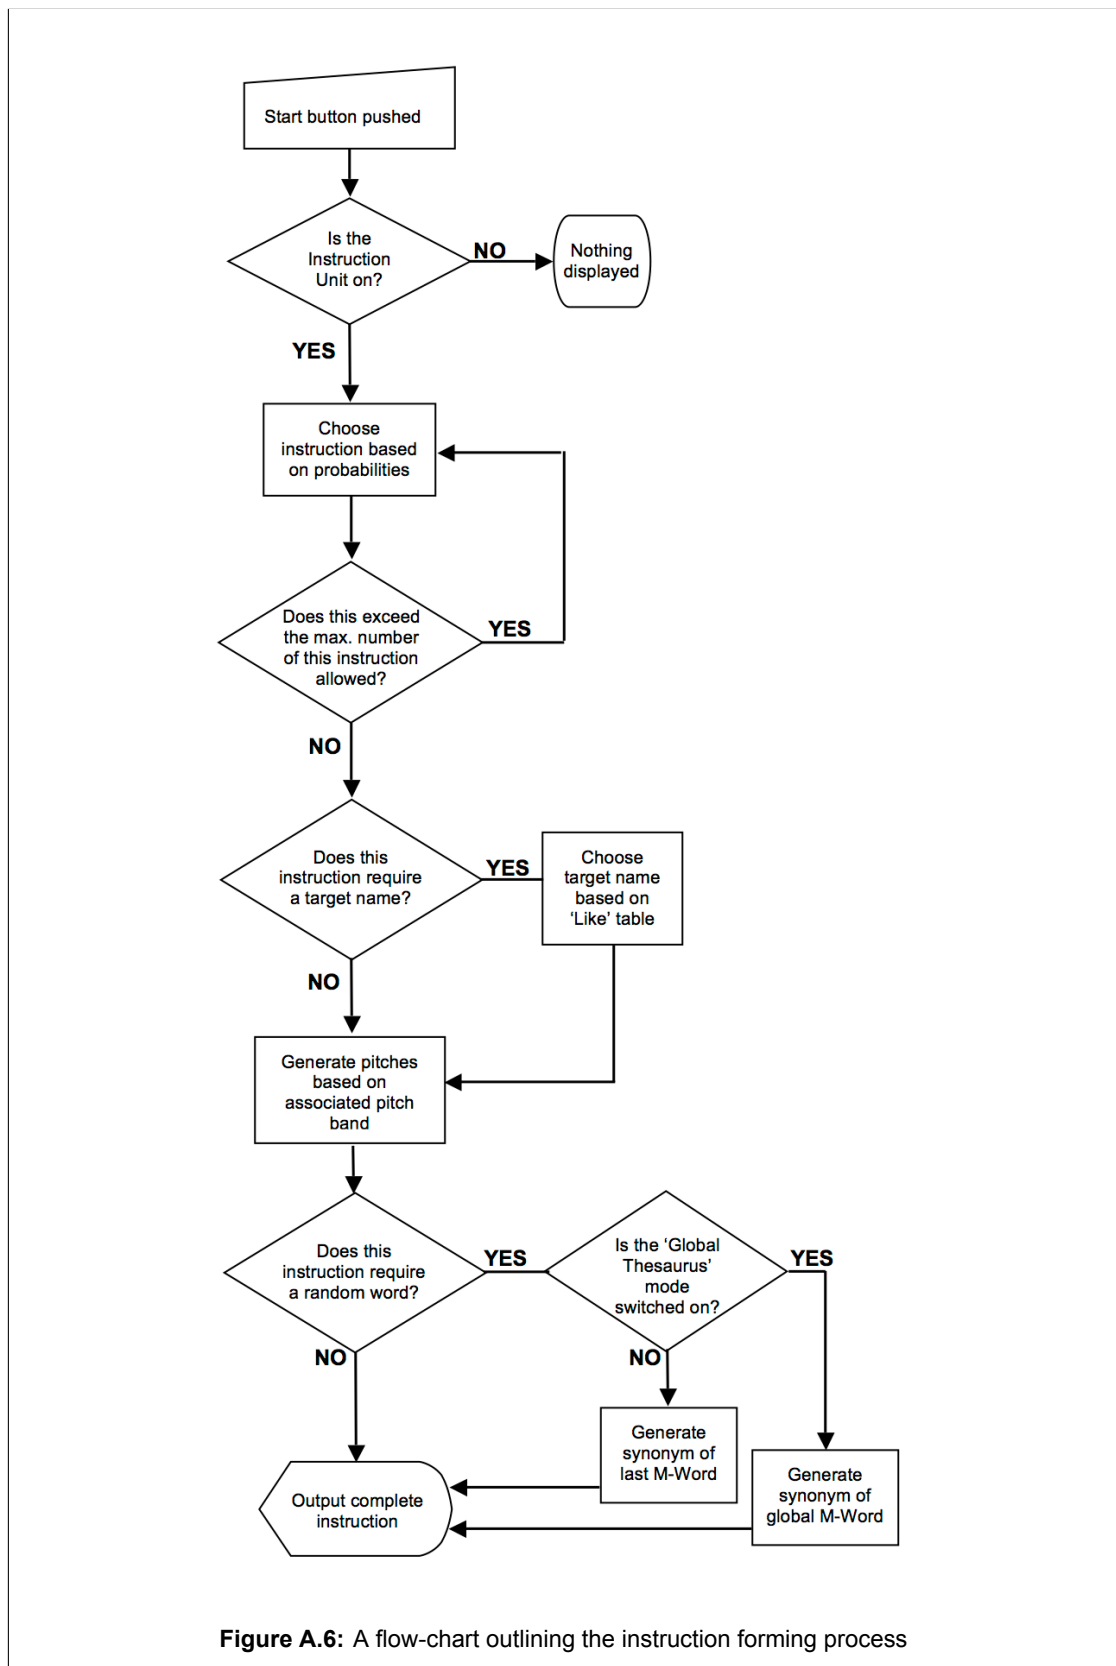 Start button pushed
Is the
Instruction
Unit on?
NO
Nothing
displayed
YES
Choose
instruction based
on probabilities
Does this exceed
the max. number
of this instruction
allowed?
YES
NO
Does this
instruction require
a target name?
YES
Choose
target name
based on
‘Like’ table
NO
Generate pitches
based on
associated pitch
band
Does this
instruction require
a random word?
YES
Is the ‘Global
Thesaurus’
mode
switched on?
YES
NO
NO
Generate
synonym of
last M-Word
Generate
synonym of
global M-Word
Output complete
instruction
Figure A.6: A flow-chart outlining the instruction forming process